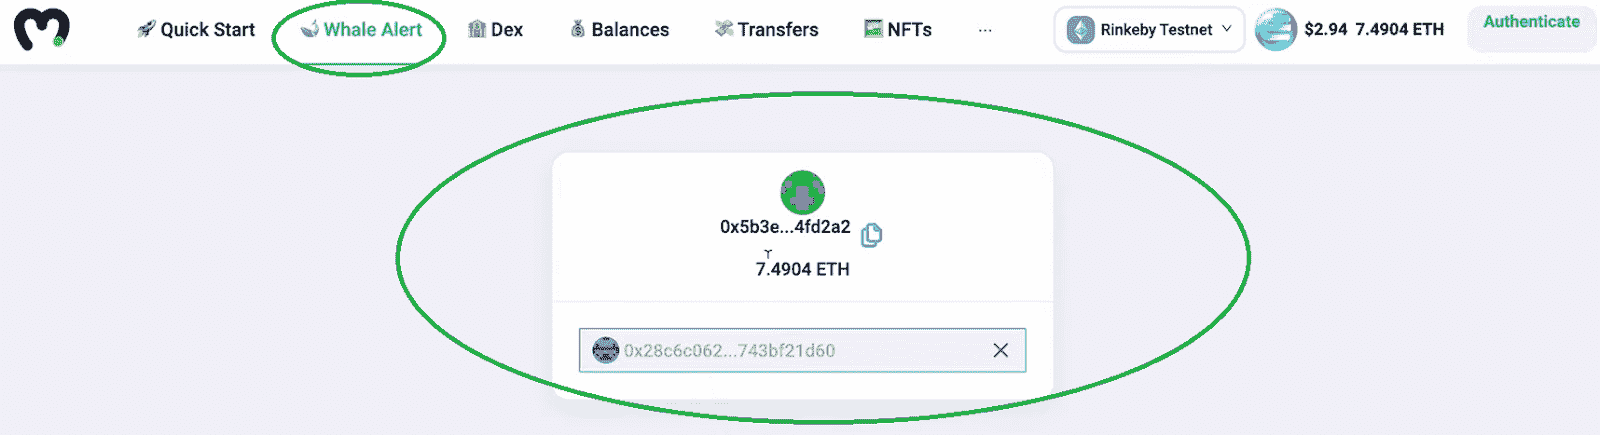 Quick Start Whale Alert Dex Balances Transfers NFTs ... Rinkeby Testnet $2.94 7.4904 ETH Authenticate
0x5b3e...4fd2a2
7.4904 ETH
0x28c6c062...743bf21d60